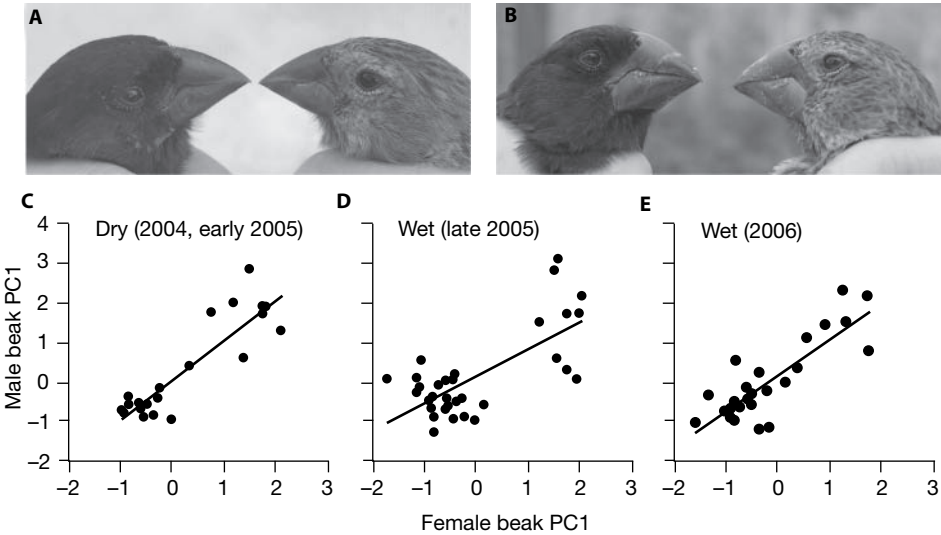 A
B
C
D
E
Dry (2004, early 2005)
Wet (late 2005)
Wet (2006)
Male beak PC1
4
3
2
1
0
−1
−2
−2 −1 0 1 2 3
−2 −1 0 1 2 3
−2 −1 0 1 2 3
Female beak PC1